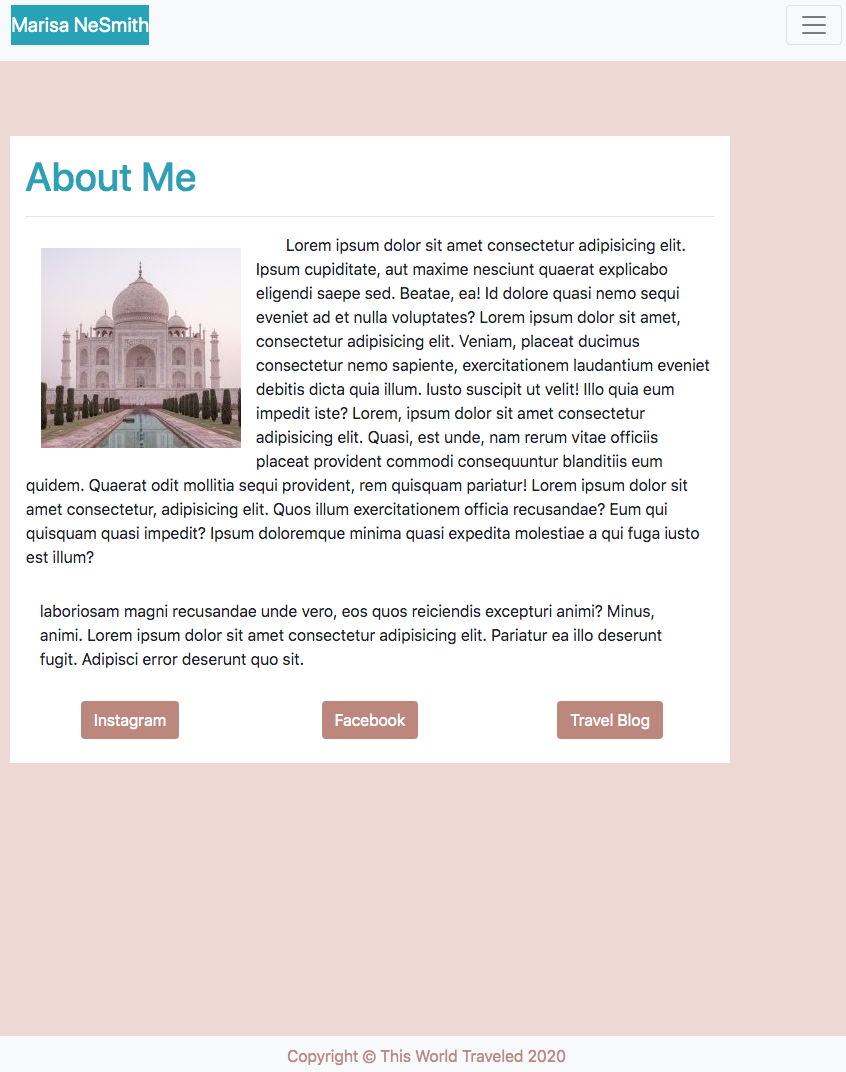 Marisa NeSmith
About Me
Lorem ipsum dolor sit amet consectetur adipisicing elit.
Ipsum cupiditate, aut maxime nesciunt quaerat explicabo
eligendi saepe sed. Beatae, ea! Id dolore quasi nemo sequi
eveniet ad et nulla voluptates? Lorem ipsum dolor sit amet,
consectetur adipisicing elit. Veniam, placeat ducimus
consectetur nemo sapiente, exercitationem laudantium eveniet
debitis dicta quia illum. Iusto suscipit ut velit! Illo quia eum
impedit iste? Lorem, ipsum dolor sit amet consectetur
adipisicing elit. Quasi, est unde, nam rerum vitae officiis
placeat provident commodi consequuntur blanditiis eum
quidem. Quaerat odit mollitia sequi provident, rem quisquam pariatur! Lorem ipsum dolor sit
amet consectetur, adipisicing elit. Quos illum exercitationem officia recusandae? Eum qui
quisquam quasi impedit? Ipsum doloremque minima quasi expedita molestiae a qui fuga iusto
est illum?
laboriosam magni recusandae unde vero, eos quos reiciendis excepturi animi? Minus,
animi. Lorem ipsum dolor sit amet consectetur adipisicing elit. Pariatur ea illo deserunt
fugit. Adipisci error deserunt quo sit.
Instagram
Facebook
Travel Blog
Copyright © This World Traveled 2020